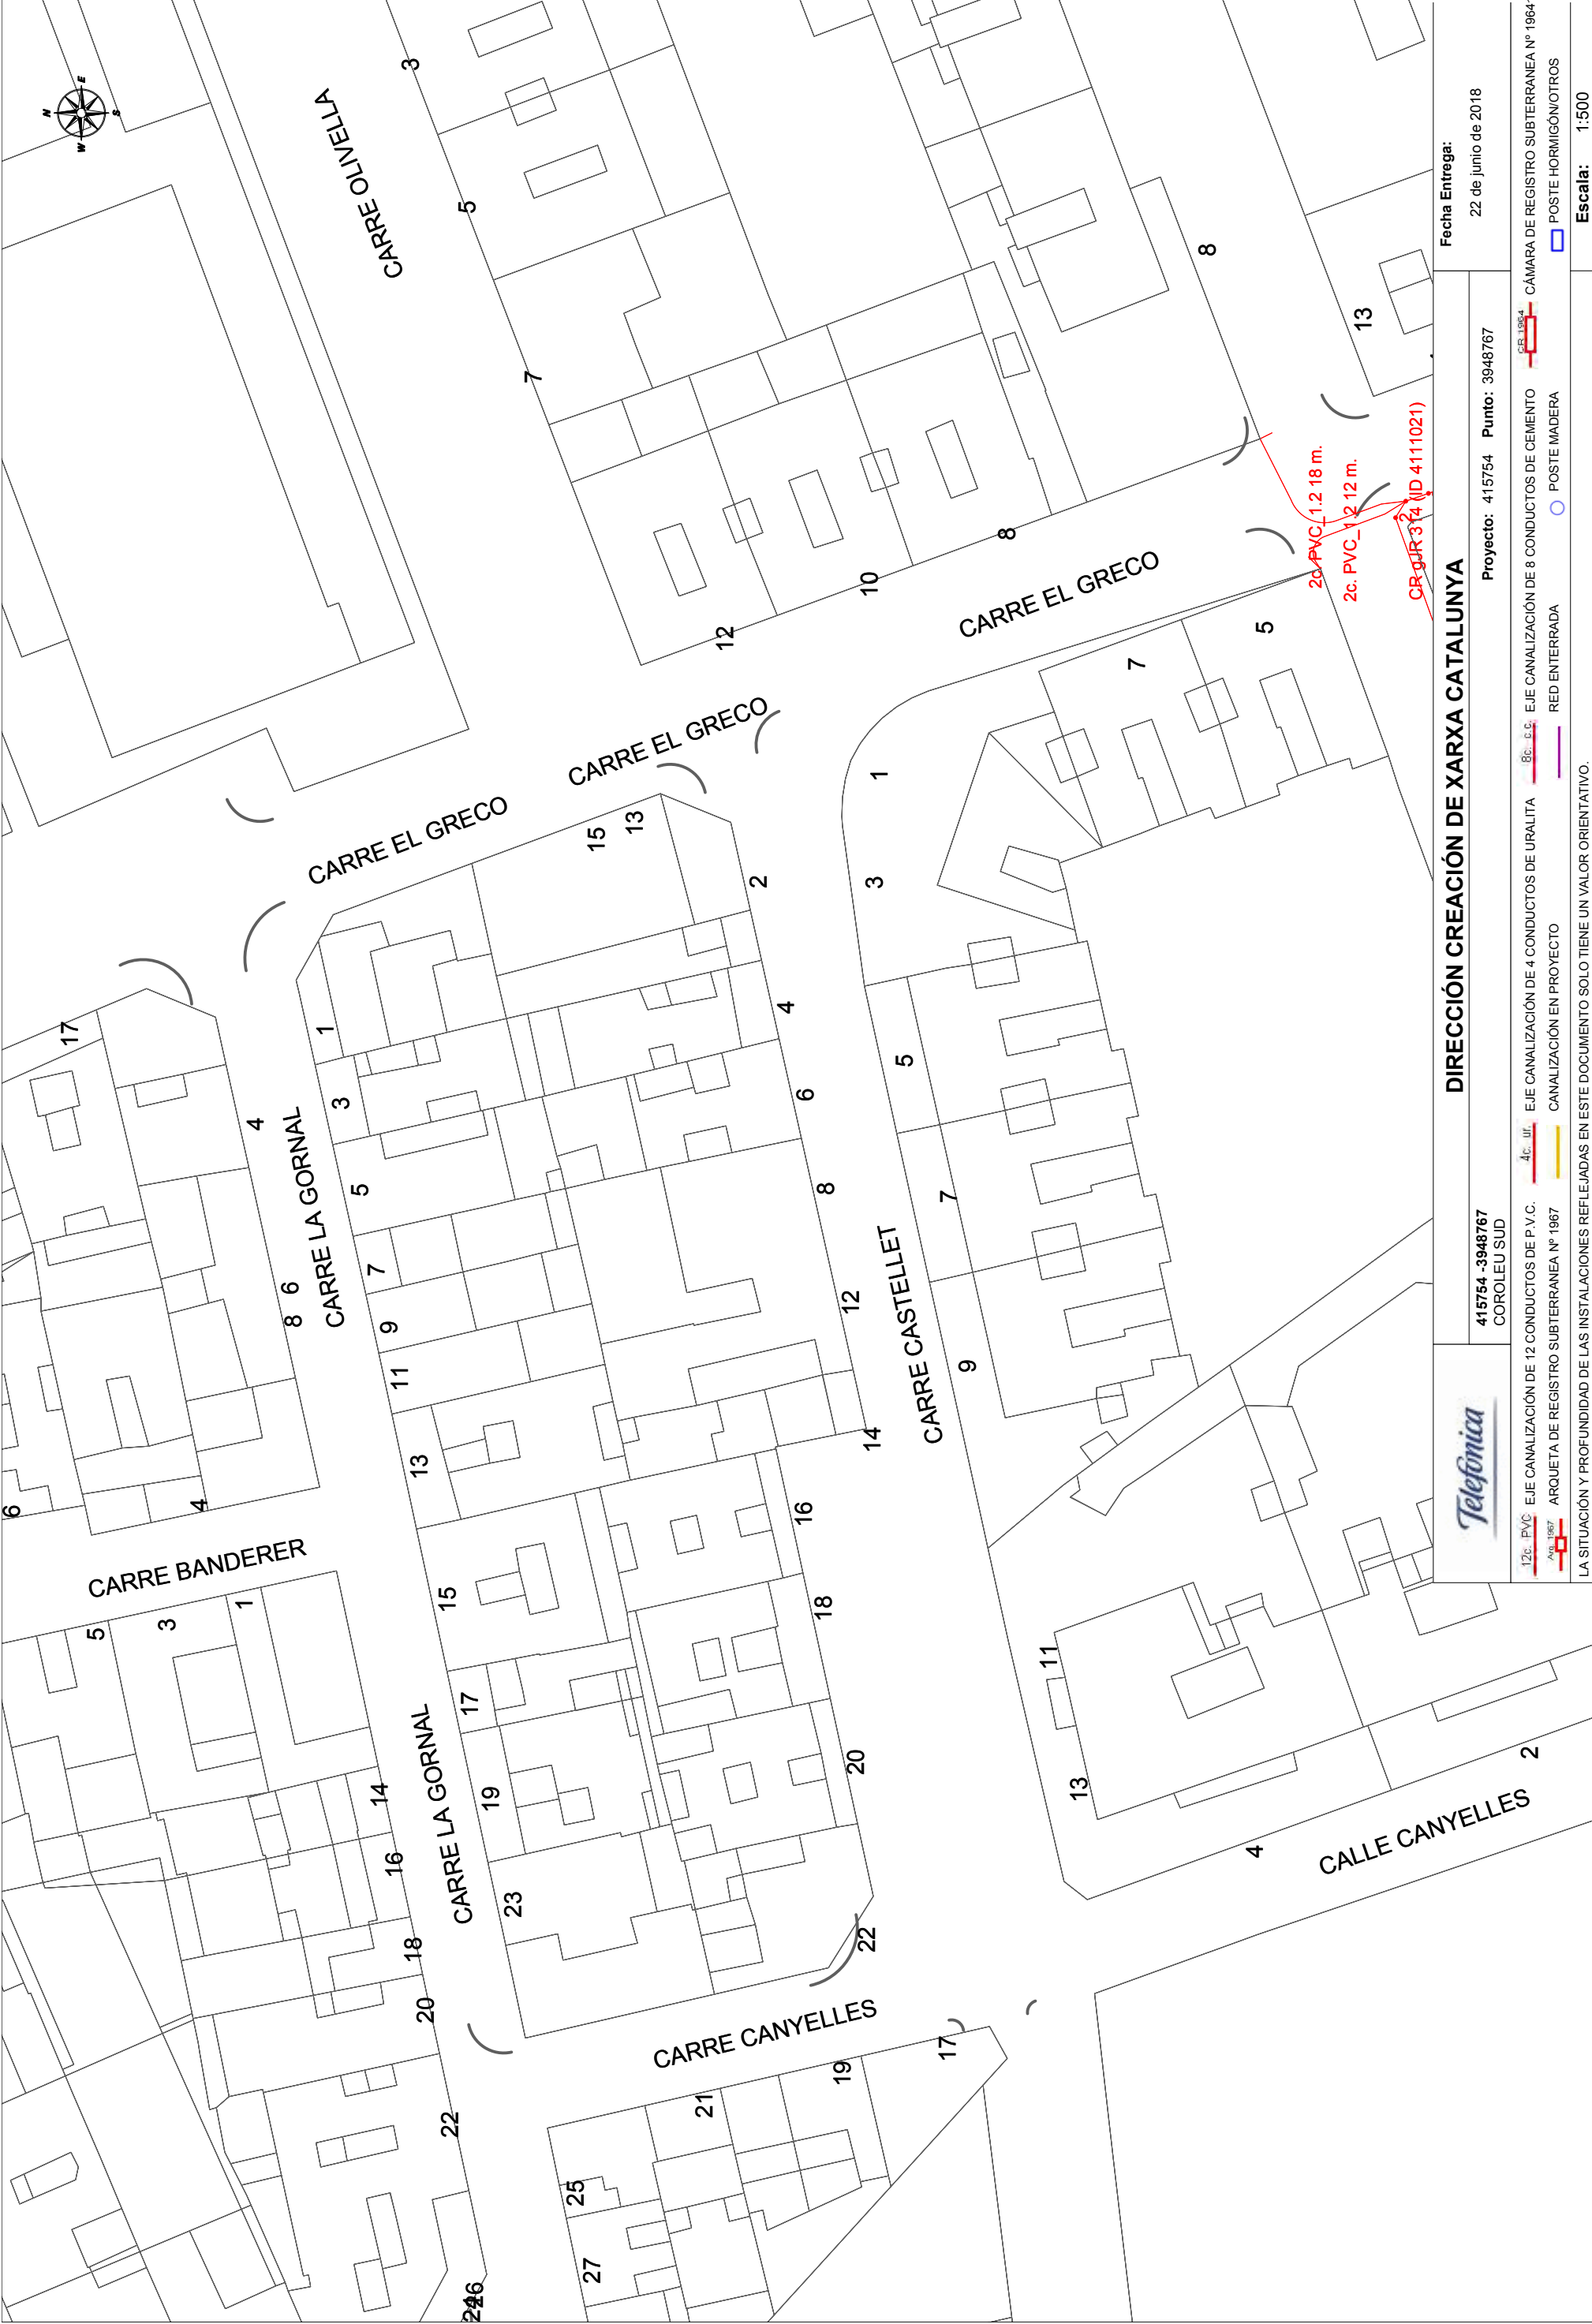 N
W
E
S
CARRE OLIVELLA
3
5
7
CARRE EL GRECO
CARRE EL GRECO
CARRE EL GRECO
12
10
8
8
13
15
13
2
4
6
8
12
14
16
18
20
22
1
3
5
7
9
11
13
7
5
CARRE CASTELLET
CARRE LA GORNAL
CARRE LA GORNAL
17
4
6
8
4
6
1
3
5
7
9
11
13
15
17
19
23
CARRE BANDERER
5
3
1
14
16
18
20
22
CARRE CANYELLES
17
19
21
25
27
CALLE CANYELLES
4
2
2c. PVC_1.2 18 m.
2c. PVC_1.2 12 m.
CR gJR 314 (ID 4111021)
Telefónica
DIRECCIÓN CREACIÓN DE XARXA CATALUNYA
415754 -3948767
COROLEU SUD
Proyecto: 415754 Punto: 3948767
Fecha Entrega:
22 de junio de 2018
12c. PVC EJE CANALIZACIÓN DE 12 CONDUCTOS DE P.V.C.
4c. ur. EJE CANALIZACIÓN DE 4 CONDUCTOS DE URALITA
8c. c.c. EJE CANALIZACIÓN DE 8 CONDUCTOS DE CEMENTO
CR 1964 CÁMARA DE REGISTRO SUBTERRANEA Nº 1964
Arq. 1967 ARQUETA DE REGISTRO SUBTERRANEA Nº 1967
CANALIZACIÓN EN PROYECTO
RED ENTERRADA
POSTE MADERA
POSTE HORMIGÓN/OTROS
LA SITUACIÓN Y PROFUNDIDAD DE LAS INSTALACIONES REFLEJADAS EN ESTE DOCUMENTO SOLO TIENE UN VALOR ORIENTATIVO.
Escala: 1:500